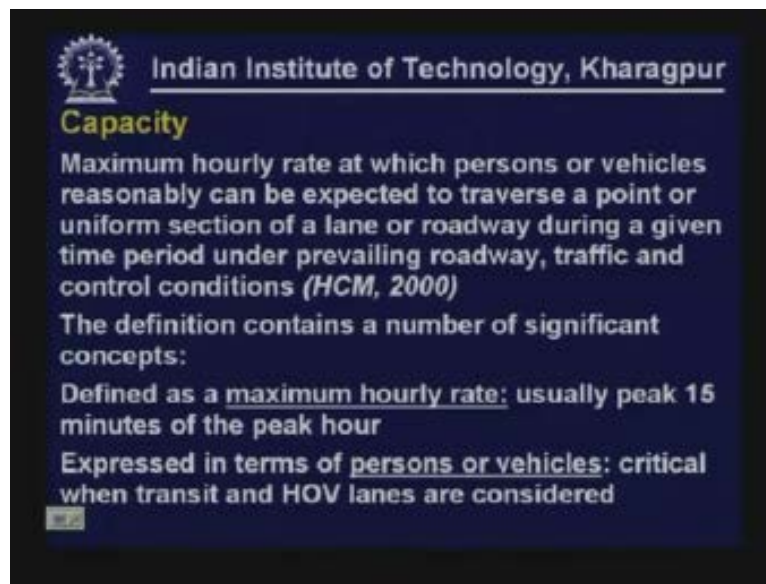 Indian Institute of Technology, Kharagpur
Capacity
Maximum hourly rate at which persons or vehicles
reasonably can be expected to traverse a point or
uniform section of a lane or roadway during a given
time period under prevailing roadway, traffic and
control conditions (HCM, 2000)
The definition contains a number of significant
concepts:
Defined as a maximum hourly rate: usually peak 15
minutes of the peak hour
Expressed in terms of persons or vehicles: critical
when transit and HOV lanes are considered